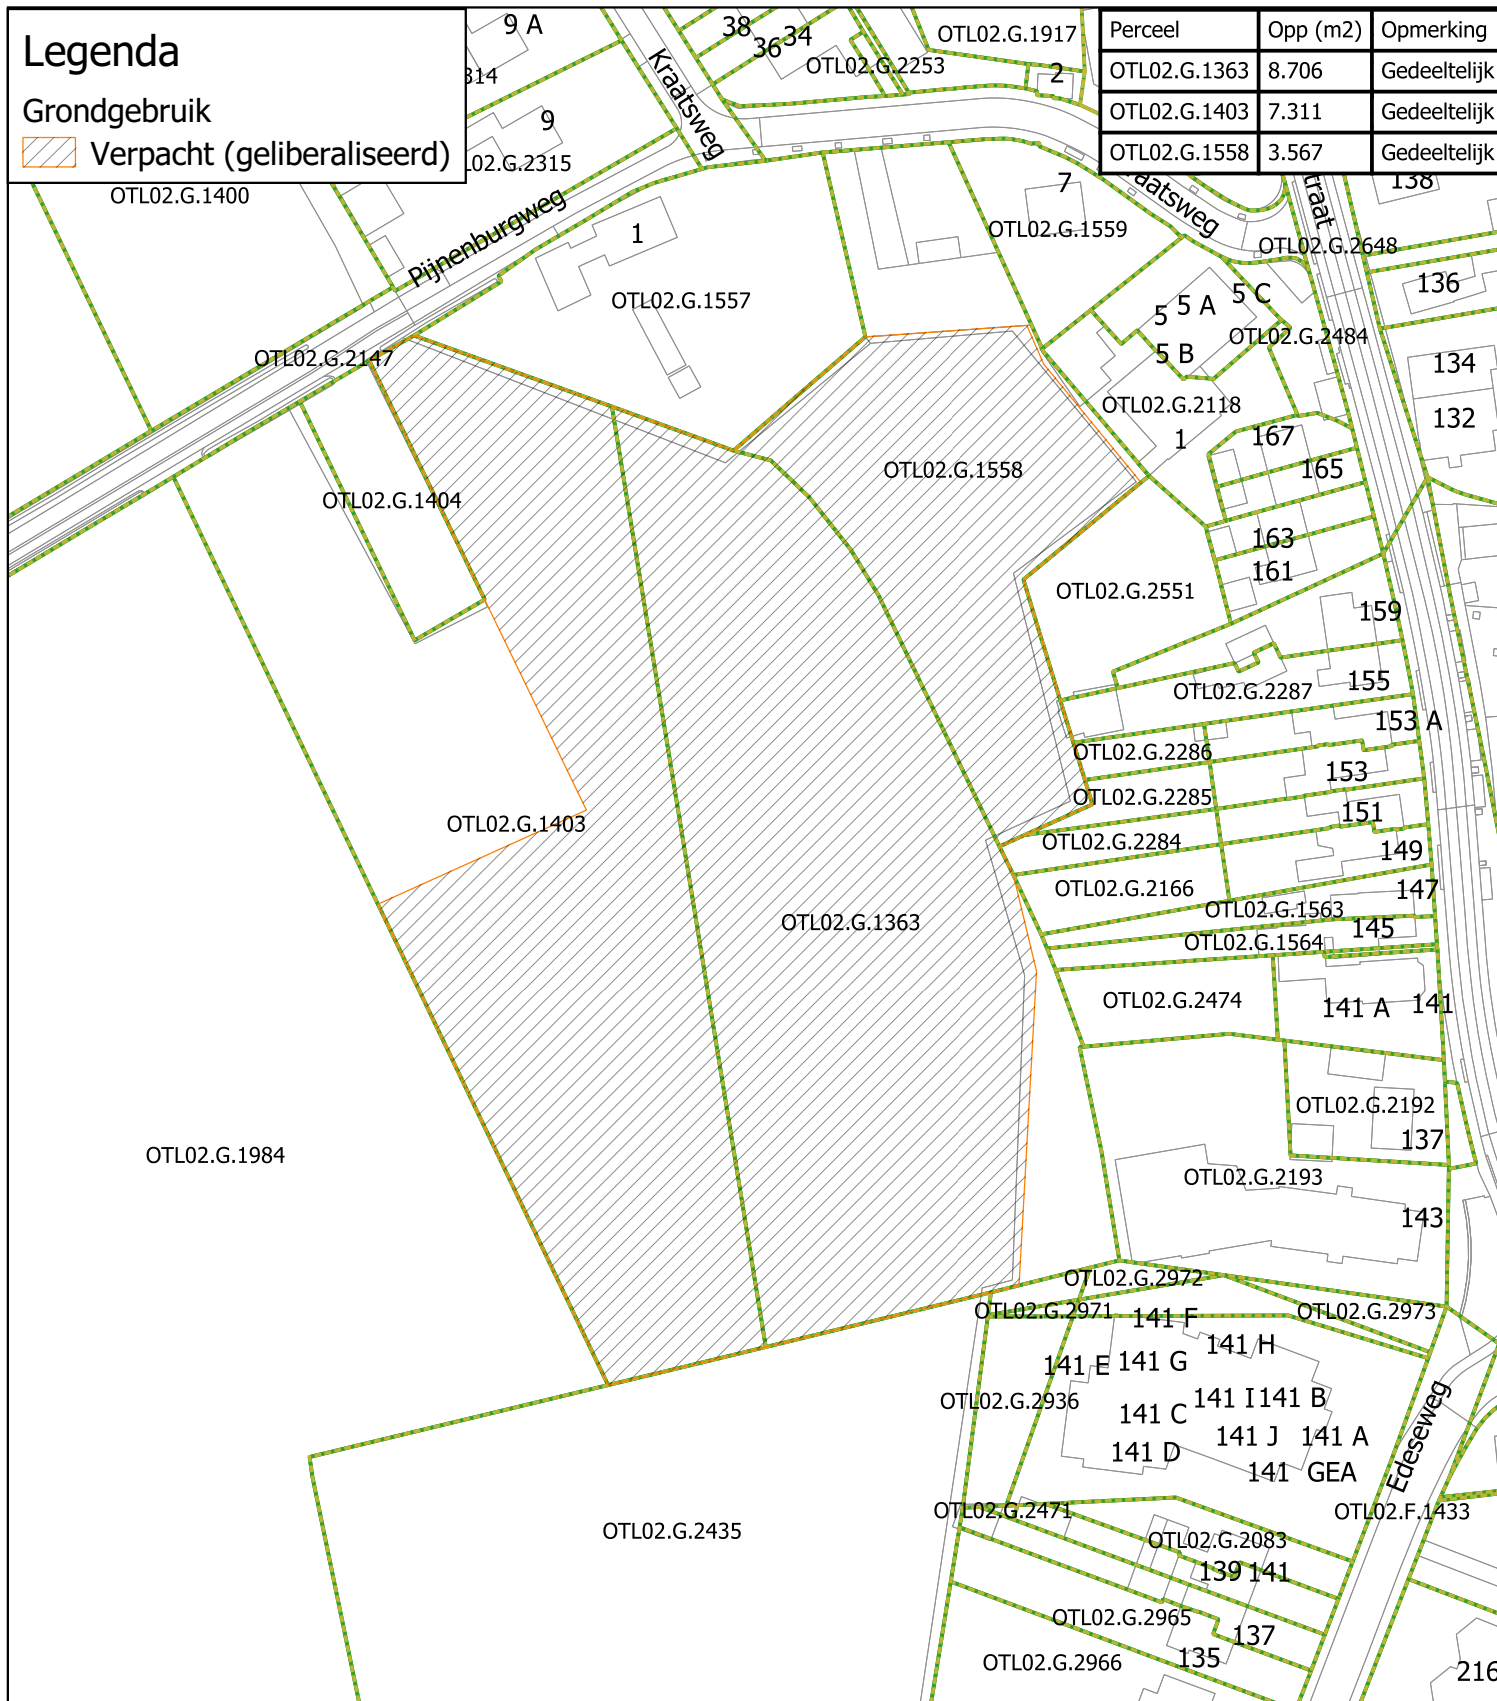 Legenda
Grondgebruik
Verpacht (geliberaliseerd)
Perceel Opp (m2) Opmerking
OTL02.G.1363 8.706 Gedeeltelijk
OTL02.G.1403 7.311 Gedeeltelijk
OTL02.G.1558 3.567 Gedeeltelijk
9 A
38
36
34
OTL02.G.1917
OTL02.G.2253
2
314
Kraatsweg
9
02.G.2315
OTL02.G.1400
Pijnenburgweg
1
7
raatsweg
traat
138
OTL02.G.1559
OTL02.G.2648
OTL02.G.1557
136
5
5 A
5 C
5 B
OTL02.G.2484
OTL02.G.2147
134
OTL02.G.2118
132
1
167
165
OTL02.G.1558
OTL02.G.1404
163
161
OTL02.G.2551
159
OTL02.G.2287
155
153 A
OTL02.G.2286
153
OTL02.G.2285
151
OTL02.G.1403
OTL02.G.2284
149
OTL02.G.2166
147
OTL02.G.1363
OTL02.G.1563
145
OTL02.G.1564
OTL02.G.2474
141 A
141
OTL02.G.2192
137
OTL02.G.1984
OTL02.G.2193
143
OTL02.G.2972
OTL02.G.2971
OTL02.G.2973
141 F
141 H
141 E
141 G
OTL02.G.2936
141 I
141 B
141 C
141 J
141 A
141 D
141
GEA
Edeseweg
OTL02.G.2471
OTL02.F.1433
OTL02.G.2435
OTL02.G.2083
139
141
OTL02.G.2965
137
135
OTL02.G.2966
216